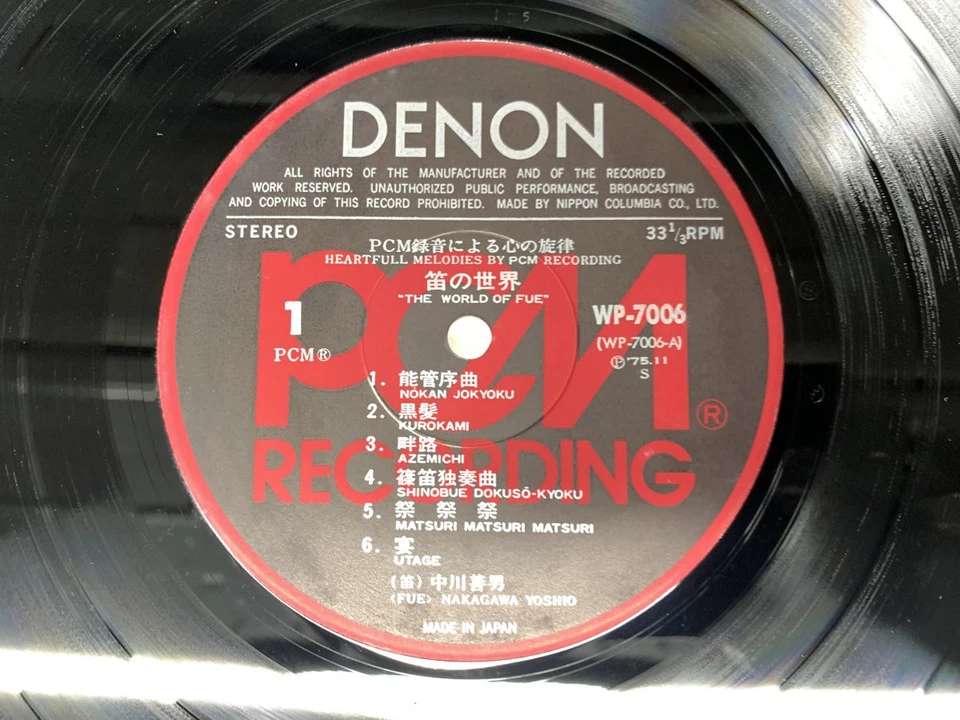 DENON
ALL RIGHTS OF THE MANUFACTURER AND OF THE RECORDED
WORK RESERVED. UNAUTHORIZED PUBLIC PERFORMANCE, BROADCASTING
AND COPYING OF THIS RECORD PROHIBITED. MADE BY NIPPON COLUMBIA CO., LTD.
STEREO
33 1/3 RPM
PCM録音による心の旋律
HEARTFULL MELODIES BY PCM RECORDING
笛の世界
"THE WORLD OF FUE"
PCM®
RECORDING
1
PCM®
WP-7006
(WP-7006-A)
Ⓟ'75.11
S
1. 能管序曲
NOKAN JOKYOKU
2. 黒髪
KUROKAMI
3. 畔路
AZEMICHI
4. 篠笛独奏曲
SHINOBUE DOKUSŌ-KYOKU
5. 祭 祭 祭
MATSURI MATSURI MATSURI
6. 宴
UTAGE
(笛) 中川善男
<FUE> NAKAGAWA YOSHIO
MADE IN JAPAN